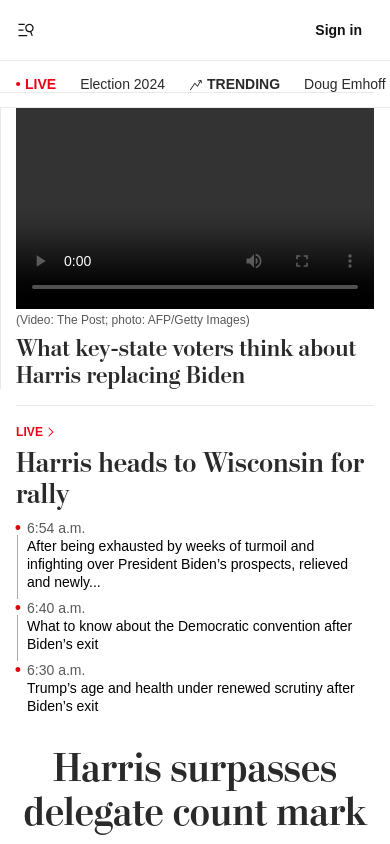 Sign in
LIVE
Election 2024
TRENDING
Doug Emhoff
0:00
(Video: The Post; photo: AFP/Getty Images)
What key-state voters think about
Harris replacing Biden
LIVE
Harris heads to Wisconsin for
rally
6:54 a.m.
After being exhausted by weeks of turmoil and
infighting over President Biden’s prospects, relieved
and newly...
6:40 a.m.
What to know about the Democratic convention after
Biden’s exit
6:30 a.m.
Trump’s age and health under renewed scrutiny after
Biden’s exit
Harris surpasses
delegate count mark